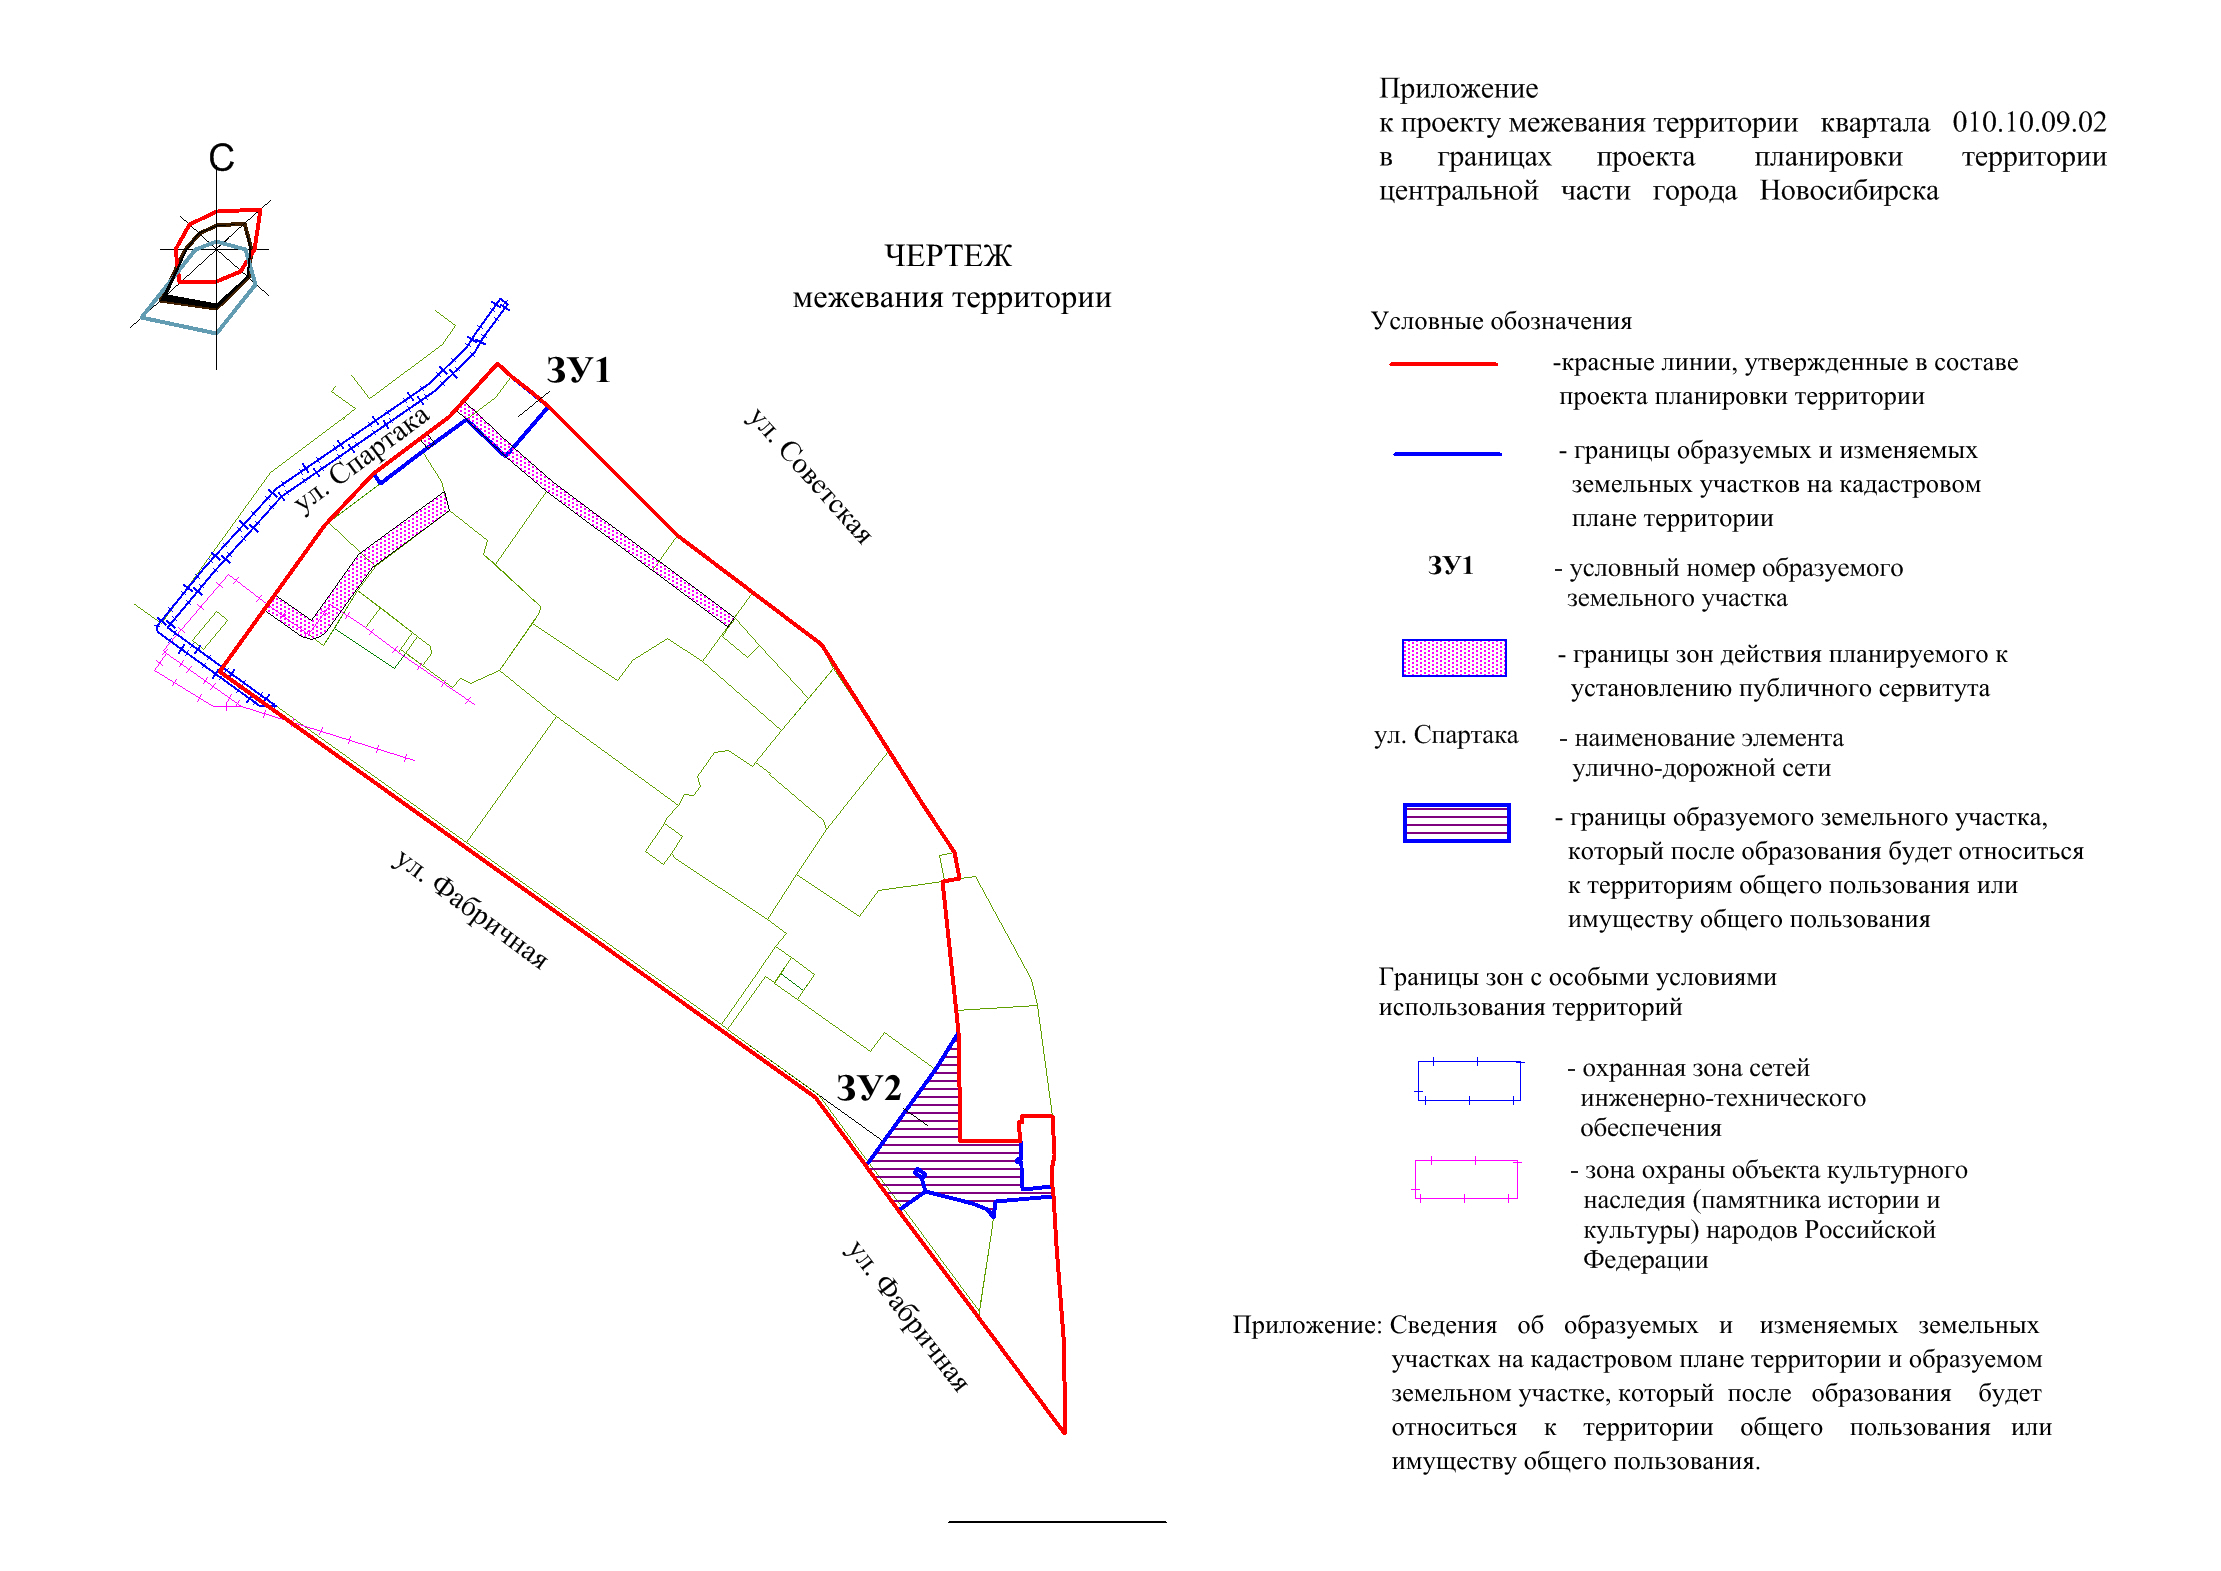 Приложение
к проекту межевания территории квартала 010.10.09.02
в границах проекта планировки территории
центральной части города Новосибирска
С
ЧЕРТЕЖ
межевания территории
ЗУ1
ул. Спартака
ул. Советская
ул. Фабричная
ЗУ2
ул. Фабричная
Условные обозначения
-красные линии, утвержденные в составе
проекта планировки территории
- границы образуемых и изменяемых
земельных участков на кадастровом
плане территории
ЗУ1
- условный номер образуемого
земельного участка
- границы зон действия планируемого к
установлению публичного сервитута
ул. Спартака
- наименование элемента
улично-дорожной сети
- границы образуемого земельного участка,
который после образования будет относиться
к территориям общего пользования или
имуществу общего пользования
Границы зон с особыми условиями
использования территорий
- охранная зона сетей
инженерно-технического
обеспечения
- зона охраны объекта культурного
наследия (памятника истории и
культуры) народов Российской
Федерации
Приложение: Сведения об образуемых и изменяемых земельных
участках на кадастровом плане территории и образуемом
земельном участке, который после образования будет
относиться к территории общего пользования или
имуществу общего пользования.